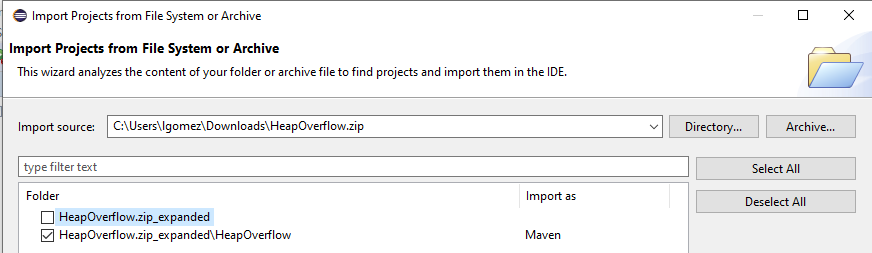 Import Projects from File System or Archive
Import Projects from File System or Archive
This wizard analyzes the content of your folder or archive file to find projects and import them in the IDE.
Import source: C:\Users\lgomez\Downloads\HeapOverflow.zip Directory... Archive...
type filter text Select All
Deselect All
Folder Import as
HeapOverflow.zip_expanded
HeapOverflow.zip_expanded\HeapOverflow Maven